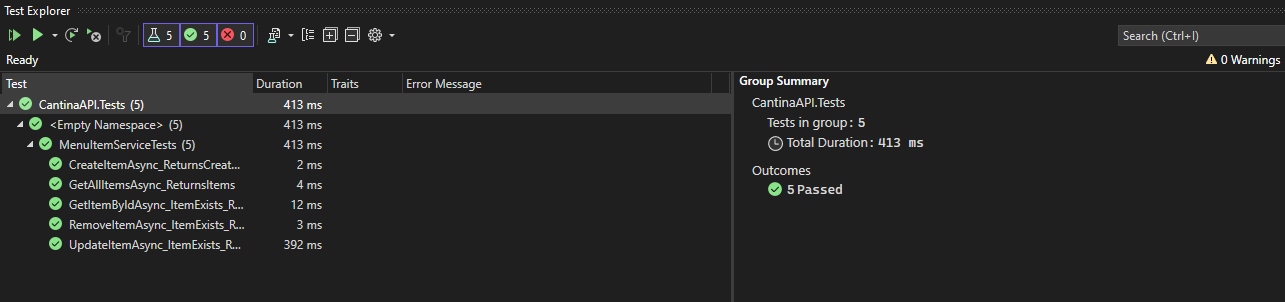 Test Explorer
5 5 0
Search (Ctrl+I)
Ready
0 Warnings
Test Duration Traits Error Message
CantinaAPI.Tests (5) 413 ms
<Empty Namespace> (5) 413 ms
MenuItemServiceTests (5) 413 ms
CreateItemAsync_ReturnsCreat... 2 ms
GetAllItemsAsync_ReturnsItems 4 ms
GetItemByIdAsync_ItemExists_R... 12 ms
RemoveItemAsync_ItemExists_R... 3 ms
UpdateItemAsync_ItemExists_R... 392 ms
Group Summary
CantinaAPI.Tests
Tests in group: 5
Total Duration: 413 ms
Outcomes
5 Passed